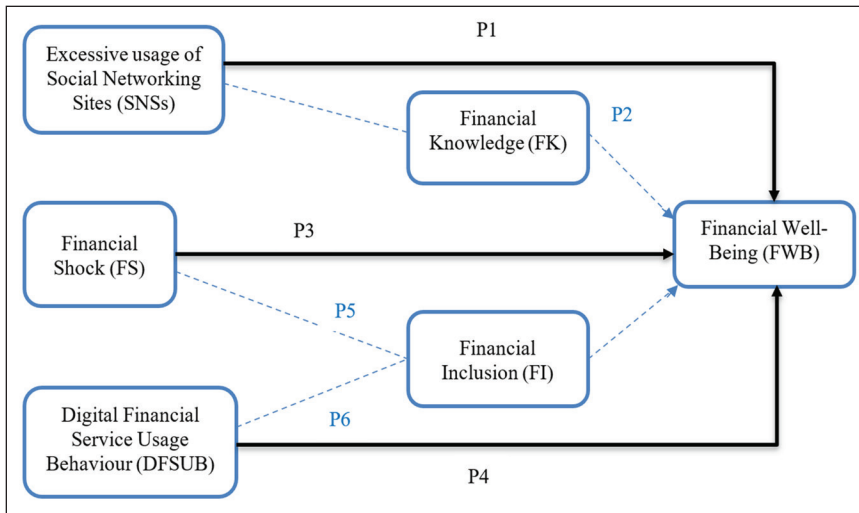 P1
Excessive usage of
Social Networking
Sites (SNSs)
Financial
Knowledge (FK)
P2
Financial
Shock (FS)
P3
Financial Well-
Being (FWB)
P5
Financial
Inclusion (FI)
Digital Financial
Service Usage
Behaviour (DFSUB)
P6
P4